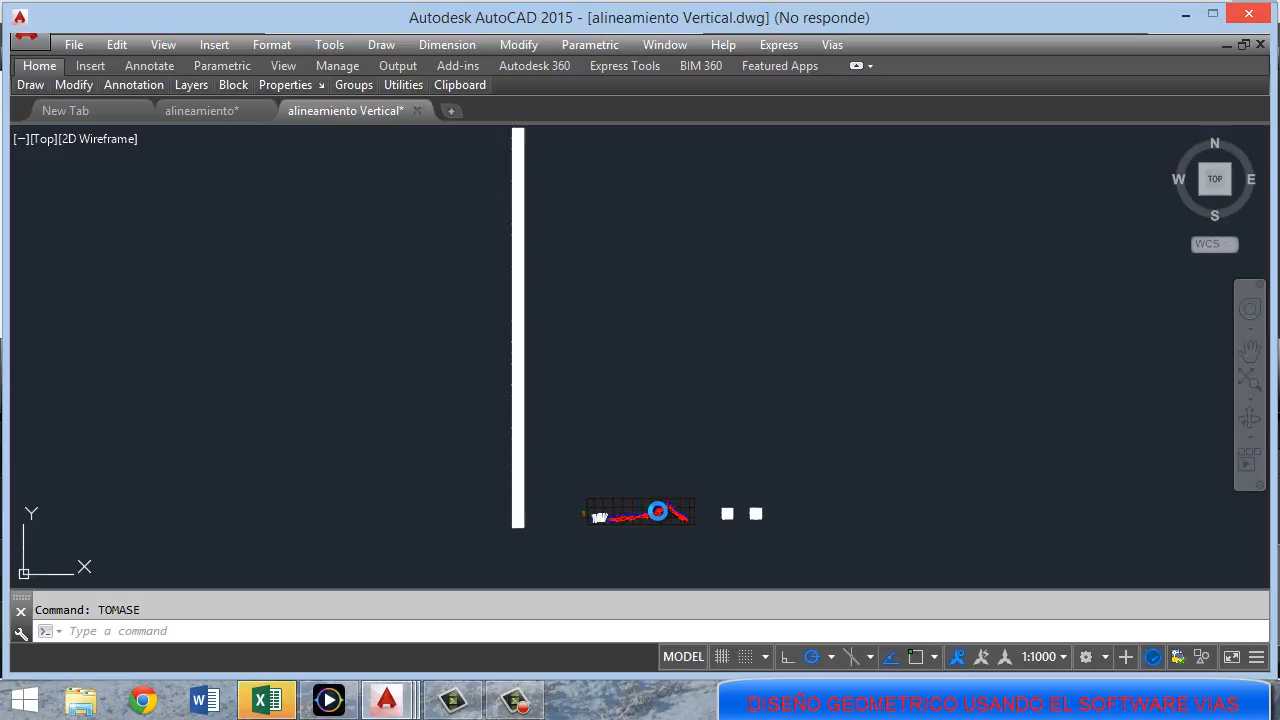 Autodesk AutoCAD 2015 - [alineamiento Vertical.dwg] (No responde)
File Edit View Insert Format Tools Draw Dimension Modify Parametric Window Help Express Vias
Home Insert Annotate Parametric View Manage Output Add-ins Autodesk 360 Express Tools BIM 360 Featured Apps
Draw Modify Annotation Layers Block Properties Groups Utilities Clipboard
New Tab alineamiento* alineamiento Vertical*
[−][Top][2D Wireframe]
N
W TOP E
S
WCS
Y
X
Command: TOMASE
Type a command
MODEL 1:1000
DISEÑO GEOMETRICO USANDO EL SOFTWARE VIAS